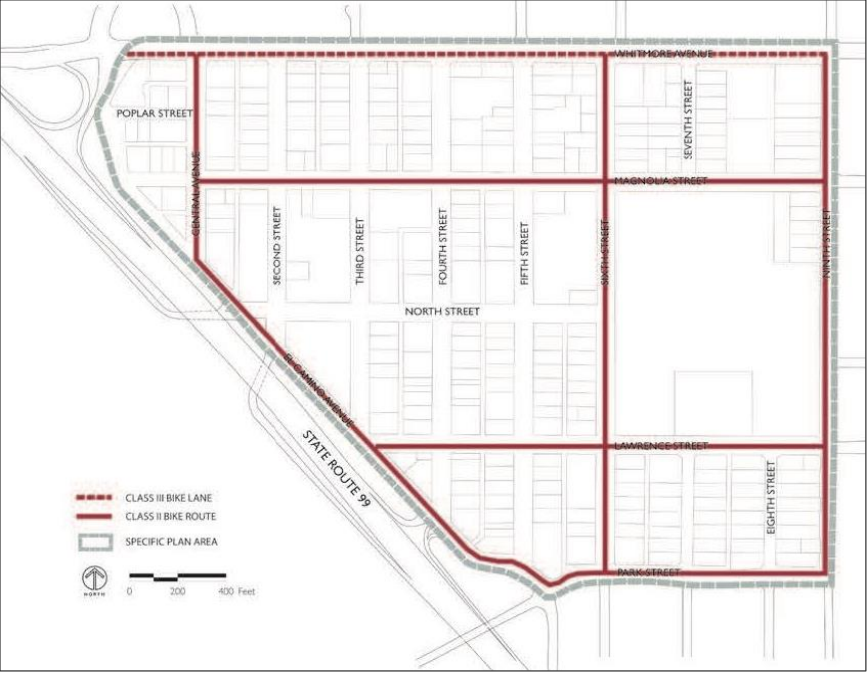 WHITMORE AVENUE
POPLAR STREET
SEVENTH STREET
CENTRAL AVENUE
MAGNOLIA STREET
SECOND STREET
THIRD STREET
FOURTH STREET
FIFTH STREET
SIXTH STREET
NINTH STREET
NORTH STREET
EL CAMINO AVENUE
STATE ROUTE 99
LAWRENCE STREET
EIGHTH STREET
PARK STREET
CLASS III BIKE LANE
CLASS II BIKE ROUTE
SPECIFIC PLAN AREA
NORTH
0 200 400 Feet